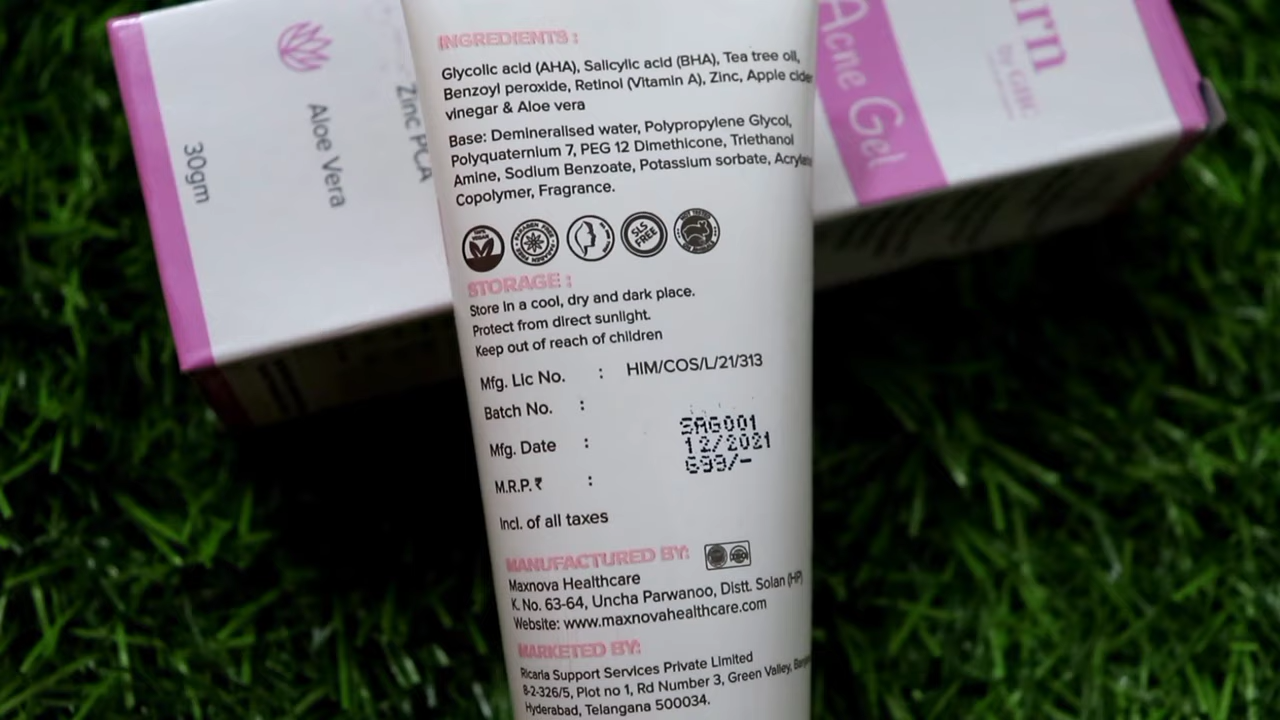 INGREDIENTS :
Glycolic acid (AHA), Salicylic acid (BHA), Tea tree oil,
Benzoyl peroxide, Retinol (Vitamin A), Zinc, Apple cider
vinegar & Aloe vera
Base: Demineralised water, Polypropylene Glycol,
Polyquaternium 7, PEG 12 Dimethicone, Triethanol
Amine, Sodium Benzoate, Potassium sorbate,
Copolymer, Fragrance.
SLS
FREE
STORAGE :
Store in a cool, dry and dark place.
Protect from direct sunlight.
Keep out of reach of children
Mfg. Lic No. : HIM/COS/L/21/313
Batch No. : SAG001
Mfg. Date : 12/2021
M.R.P. ₹ : 699/-
Incl. of all taxes
MANUFACTURED BY:
Maxnova Healthcare
K. No. 63-64, Uncha Parwanoo, Distt. Solan (HP)
Website: www.maxnovahealthcare.com
MARKETED BY:
Ricaria Support Services Private Limited
8-2-326/5, Plot no 1, Rd Number 3, Green Valley,
Hyderabad, Telangana 500034.
30gm
Aloe Vera
Zinc PCA
Acne Gel
by GHC